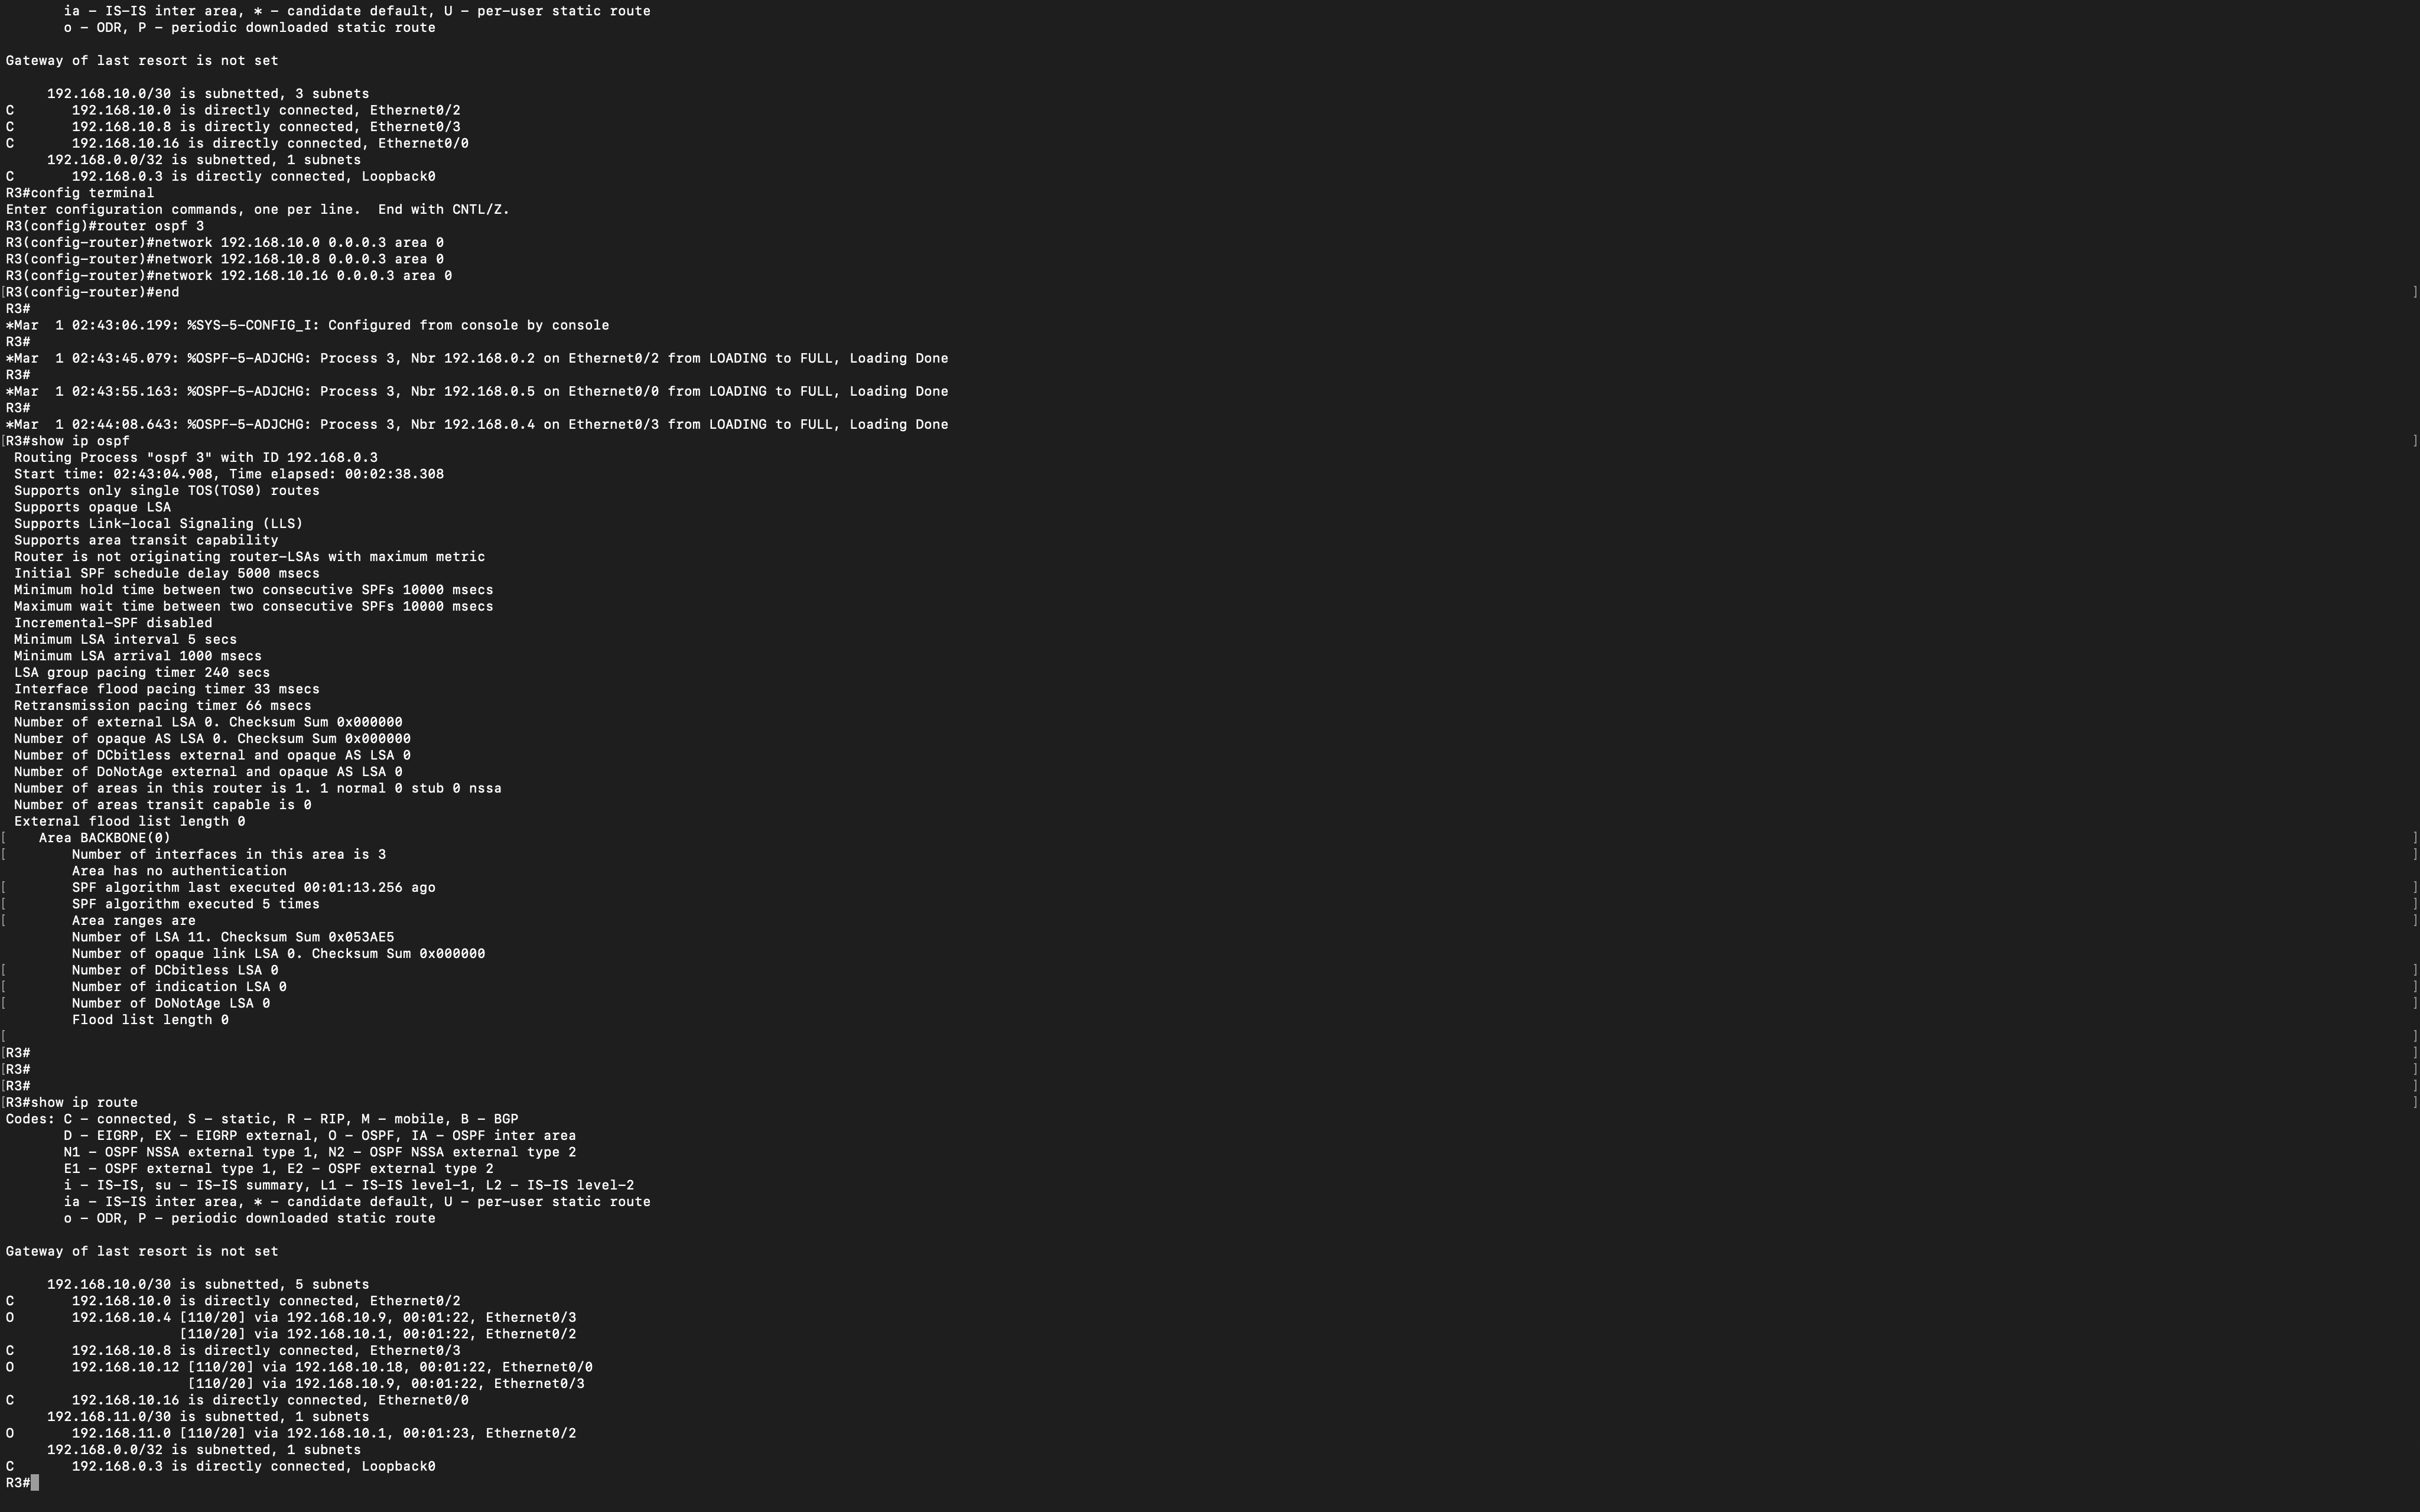 ia - IS-IS inter area, * - candidate default, U - per-user static route
o - ODR, P - periodic downloaded static route
Gateway of last resort is not set
192.168.10.0/30 is subnetted, 3 subnets
C 192.168.10.0 is directly connected, Ethernet0/2
C 192.168.10.8 is directly connected, Ethernet0/3
C 192.168.10.16 is directly connected, Ethernet0/0
192.168.0.0/32 is subnetted, 1 subnets
C 192.168.0.3 is directly connected, Loopback0
R3#config terminal
Enter configuration commands, one per line. End with CNTL/Z.
R3(config)#router ospf 3
R3(config-router)#network 192.168.10.0 0.0.0.3 area 0
R3(config-router)#network 192.168.10.8 0.0.0.3 area 0
R3(config-router)#network 192.168.10.16 0.0.0.3 area 0
[R3(config-router)#end ]
R3#
*Mar 1 02:43:06.199: %SYS-5-CONFIG_I: Configured from console by console
R3#
*Mar 1 02:43:45.079: %OSPF-5-ADJCHG: Process 3, Nbr 192.168.0.2 on Ethernet0/2 from LOADING to FULL, Loading Done
R3#
*Mar 1 02:43:55.163: %OSPF-5-ADJCHG: Process 3, Nbr 192.168.0.5 on Ethernet0/0 from LOADING to FULL, Loading Done
R3#
*Mar 1 02:44:08.643: %OSPF-5-ADJCHG: Process 3, Nbr 192.168.0.4 on Ethernet0/3 from LOADING to FULL, Loading Done
[R3#show ip ospf ]
Routing Process "ospf 3" with ID 192.168.0.3
Start time: 02:43:04.908, Time elapsed: 00:02:38.308
Supports only single TOS(TOS0) routes
Supports opaque LSA
Supports Link-local Signaling (LLS)
Supports area transit capability
Router is not originating router-LSAs with maximum metric
Initial SPF schedule delay 5000 msecs
Minimum hold time between two consecutive SPFs 10000 msecs
Maximum wait time between two consecutive SPFs 10000 msecs
Incremental-SPF disabled
Minimum LSA interval 5 secs
Minimum LSA arrival 1000 msecs
LSA group pacing timer 240 secs
Interface flood pacing timer 33 msecs
Retransmission pacing timer 66 msecs
Number of external LSA 0. Checksum Sum 0x000000
Number of opaque AS LSA 0. Checksum Sum 0x000000
Number of DCbitless external and opaque AS LSA 0
Number of DoNotAge external and opaque AS LSA 0
Number of areas in this router is 1. 1 normal 0 stub 0 nssa
Number of areas transit capable is 0
External flood list length 0
[ Area BACKBONE(0) ]
[ Number of interfaces in this area is 3 ]
Area has no authentication
[ SPF algorithm last executed 00:01:13.256 ago ]
[ SPF algorithm executed 5 times ]
[ Area ranges are ]
Number of LSA 11. Checksum Sum 0x053AE5
Number of opaque link LSA 0. Checksum Sum 0x000000
[ Number of DCbitless LSA 0 ]
[ Number of indication LSA 0 ]
[ Number of DoNotAge LSA 0 ]
Flood list length 0
[ ]
[R3# ]
[R3# ]
[R3# ]
[R3#show ip route ]
Codes: C - connected, S - static, R - RIP, M - mobile, B - BGP
D - EIGRP, EX - EIGRP external, O - OSPF, IA - OSPF inter area
N1 - OSPF NSSA external type 1, N2 - OSPF NSSA external type 2
E1 - OSPF external type 1, E2 - OSPF external type 2
i - IS-IS, su - IS-IS summary, L1 - IS-IS level-1, L2 - IS-IS level-2
ia - IS-IS inter area, * - candidate default, U - per-user static route
o - ODR, P - periodic downloaded static route
Gateway of last resort is not set
192.168.10.0/30 is subnetted, 5 subnets
C 192.168.10.0 is directly connected, Ethernet0/2
O 192.168.10.4 [110/20] via 192.168.10.9, 00:01:22, Ethernet0/3
[110/20] via 192.168.10.1, 00:01:22, Ethernet0/2
C 192.168.10.8 is directly connected, Ethernet0/3
O 192.168.10.12 [110/20] via 192.168.10.18, 00:01:22, Ethernet0/0
[110/20] via 192.168.10.9, 00:01:22, Ethernet0/3
C 192.168.10.16 is directly connected, Ethernet0/0
192.168.11.0/30 is subnetted, 1 subnets
O 192.168.11.0 [110/20] via 192.168.10.1, 00:01:23, Ethernet0/2
192.168.0.0/32 is subnetted, 1 subnets
C 192.168.0.3 is directly connected, Loopback0
R3#